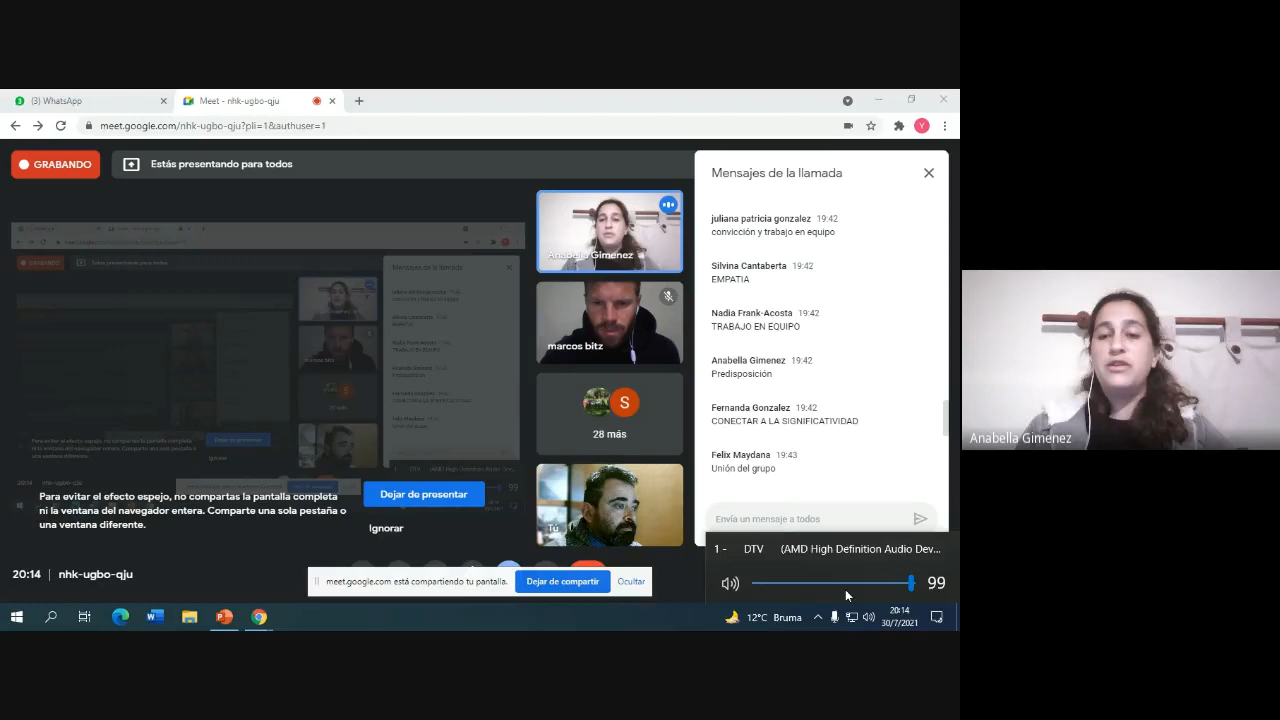 (3) WhatsApp
Meet - nhk-ugbo-qju
meet.google.com/nhk-ugbo-qju?pli=1&authuser=1
Y
GRABANDO
Estás presentando para todos
Mensajes de la llamada
juliana patricia gonzalez 19:42
convicción y trabajo en equipo
Silvina Cantaberta 19:42
EMPATIA
Nadia Frank-Acosta 19:42
TRABAJO EN EQUIPO
Anabella Gimenez 19:42
Predisposición
Fernanda Gonzalez 19:42
CONECTAR A LA SIGNIFICATIVIDAD
Felix Maydana 19:43
Unión del grupo
Envía un mensaje a todos
Anabella Gimenez
marcos bitz
S
28 más
Tú
Para evitar el efecto espejo, no compartas la pantalla completa
ni la ventana del navegador entera. Comparte una sola pestaña o
una ventana diferente.
Dejar de presentar
Ignorar
20:14 nhk-ugbo-qju
meet.google.com está compartiendo tu pantalla.
Dejar de compartir
Ocultar
1 - DTV (AMD High Definition Audio Dev...
99
12°C Bruma
20:14
30/7/2021
Anabella Gimenez